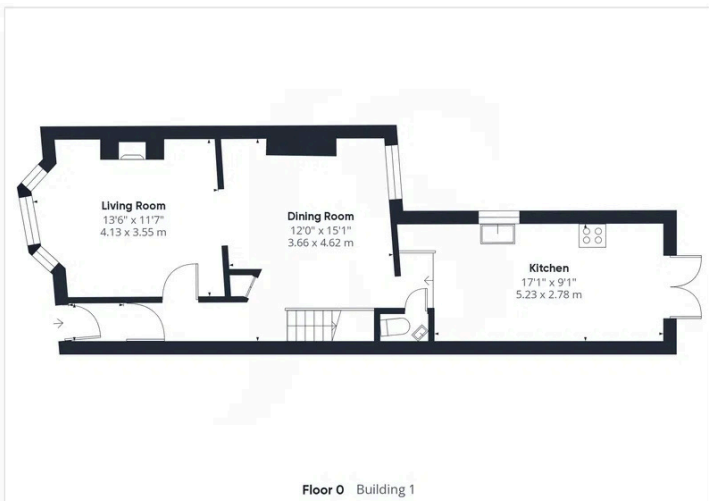 Living Room
13'6" x 11'7"
4.13 x 3.55 m
Dining Room
12'0" x 15'1"
3.66 x 4.62 m
Kitchen
17'1" x 9'1"
5.23 x 2.78 m
Floor 0 Building 1